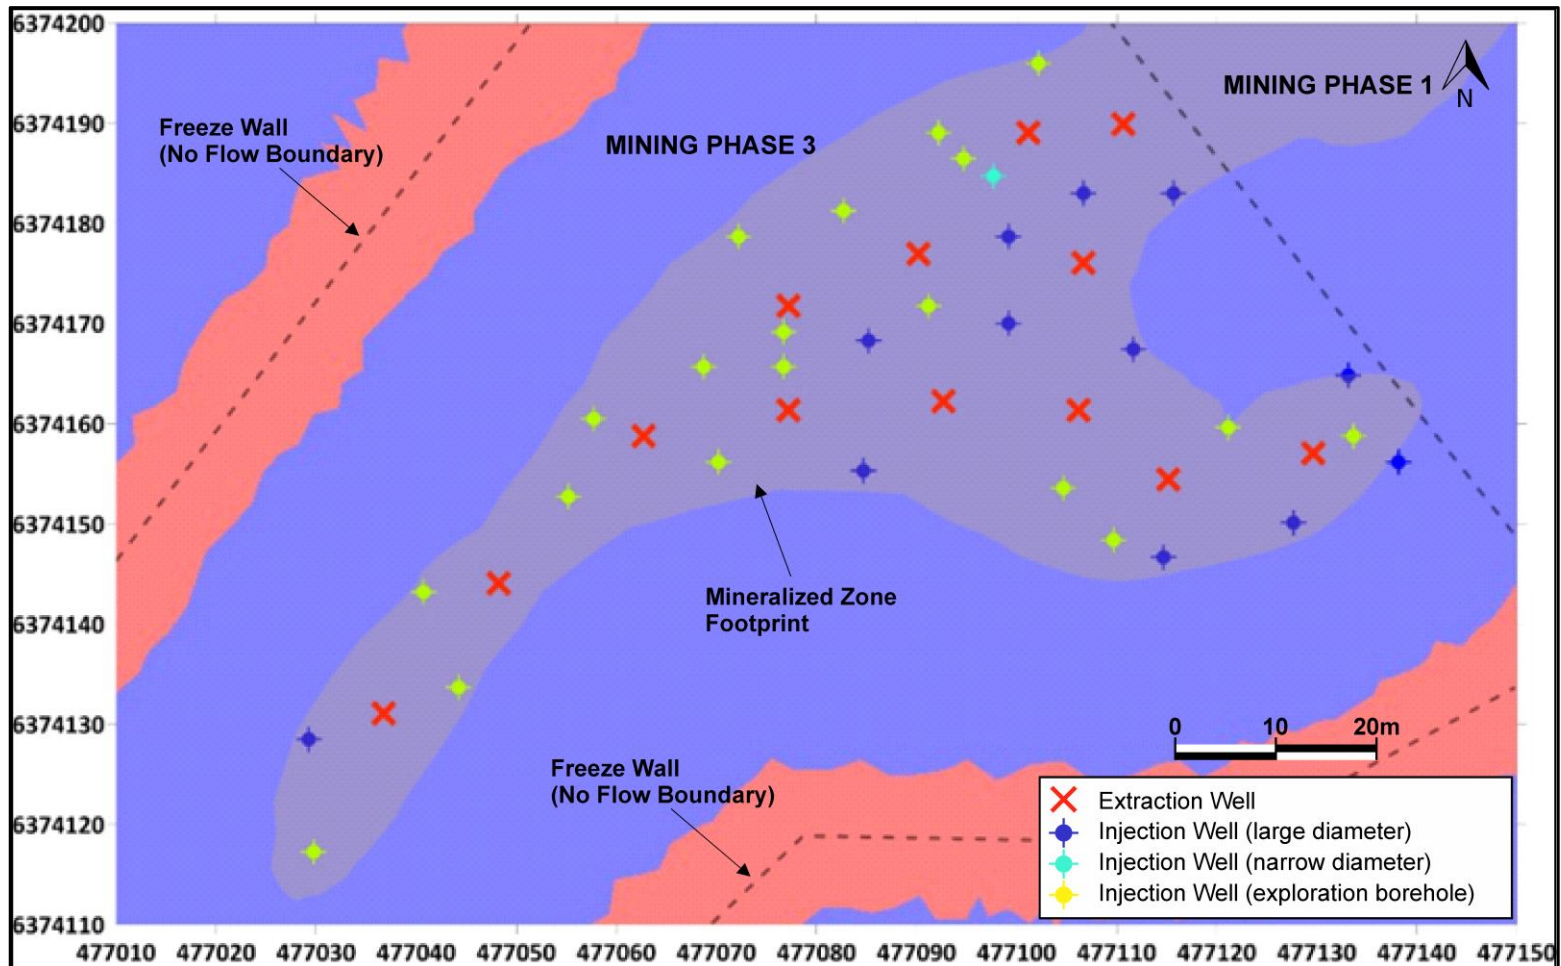 6374200
6374190
6374180
6374170
6374160
6374150
6374140
6374130
6374120
6374110
MINING PHASE 1
N
Freeze Wall
(No Flow Boundary)
MINING PHASE 3
Mineralized Zone
Footprint
Freeze Wall
(No Flow Boundary)
0 10 20m
Extraction Well
Injection Well (large diameter)
Injection Well (narrow diameter)
Injection Well (exploration borehole)
477010 477020 477030 477040 477050 477060 477070 477080 477090 477100 477110 477120 477130 477140 477150